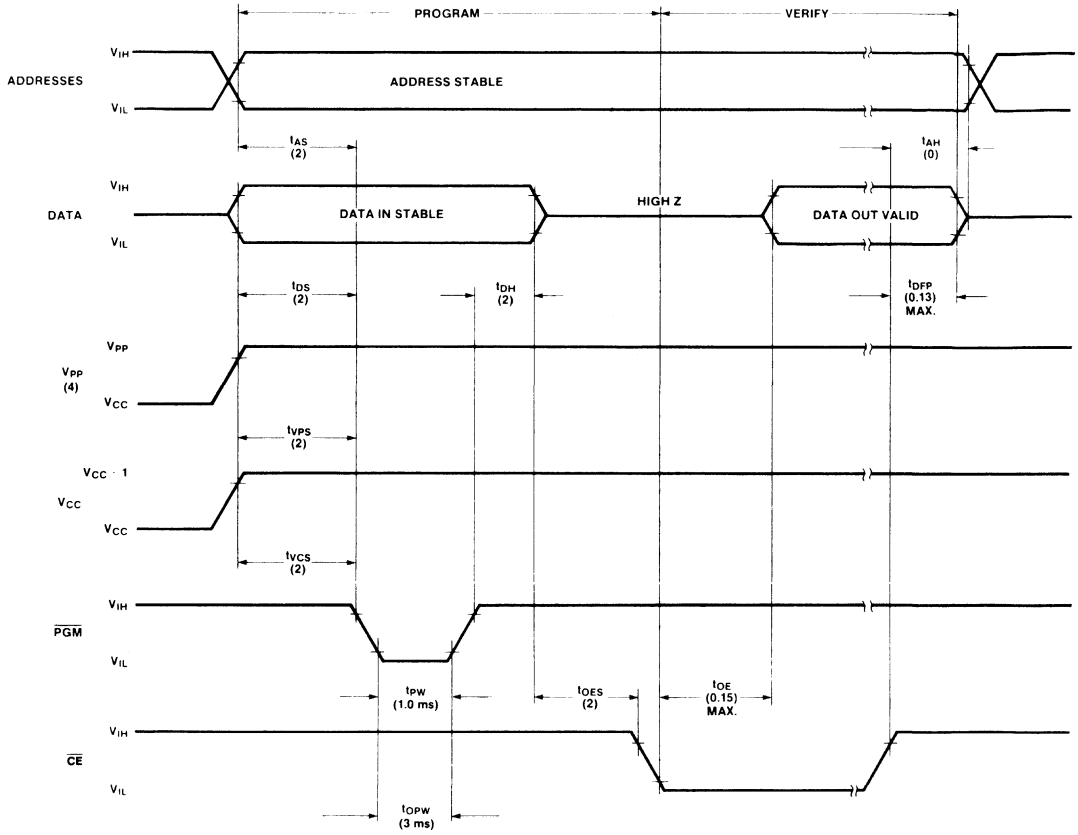 PROGRAM
VERIFY
ADDRESSES
VIH
VIL
ADDRESS STABLE
tAS
(2)
tAH
(0)
DATA
VIH
VIL
DATA IN STABLE
HIGH Z
DATA OUT VALID
tDS
(2)
tDH
(2)
tDFP
(0.13)
MAX.
VPP
(4)
VPP
VCC
tVPS
(2)
VCC · 1
VCC
VCC
tVCS
(2)
PGM
VIH
VIL
tPW
(1.0 ms)
tOES
(2)
tOE
(0.15)
MAX.
CE
VIH
VIL
tOPW
(3 ms)